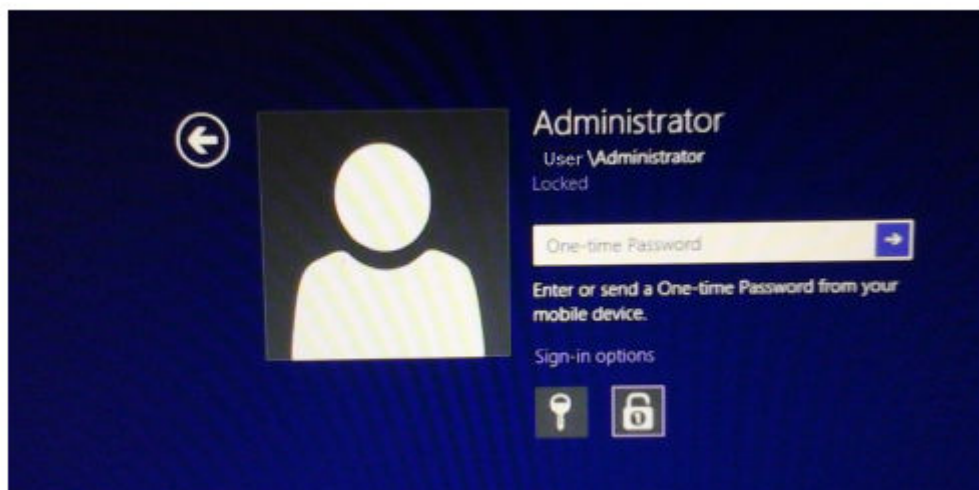 Administrator
User \Administrator
Locked
One-time Password
Enter or send a One-time Password from your
mobile device.
Sign-in options
1